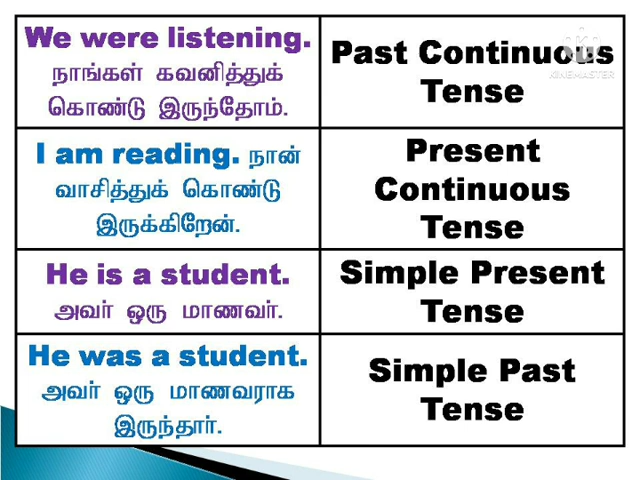 We were listening.
நாங்கள் கவனித்துக்
கொண்டு இருந்தோம்.
Past Continuous
Tense
KINEMASTER
I am reading. நான்
வாசித்துக் கொண்டு
இருக்கிறேன்.
Present
Continuous
Tense
He is a student.
அவர் ஒரு மாணவர்.
Simple Present
Tense
He was a student.
அவர் ஒரு மாணவராக
இருந்தார்.
Simple Past
Tense